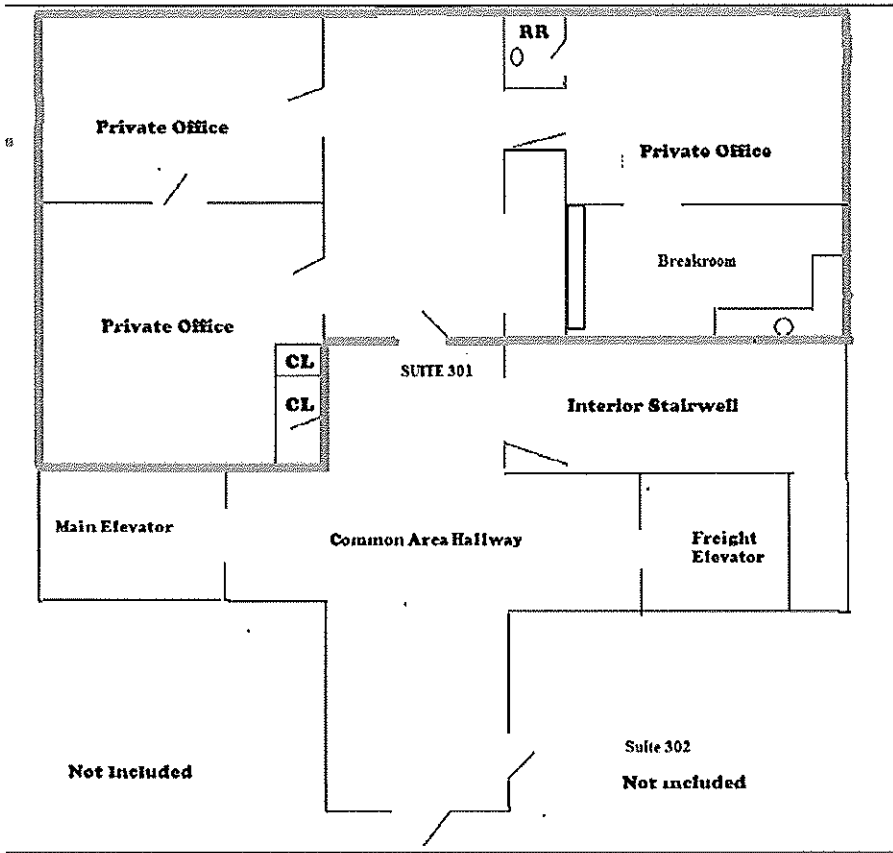 RR
Private Office
Private Office
Breakroom
Private Office
CL
SUITE 301
CL
Interior Stairwell
Main Elevator
Common Area Hallway
Freight
Elevator
Suite 302
Not Included
Not included